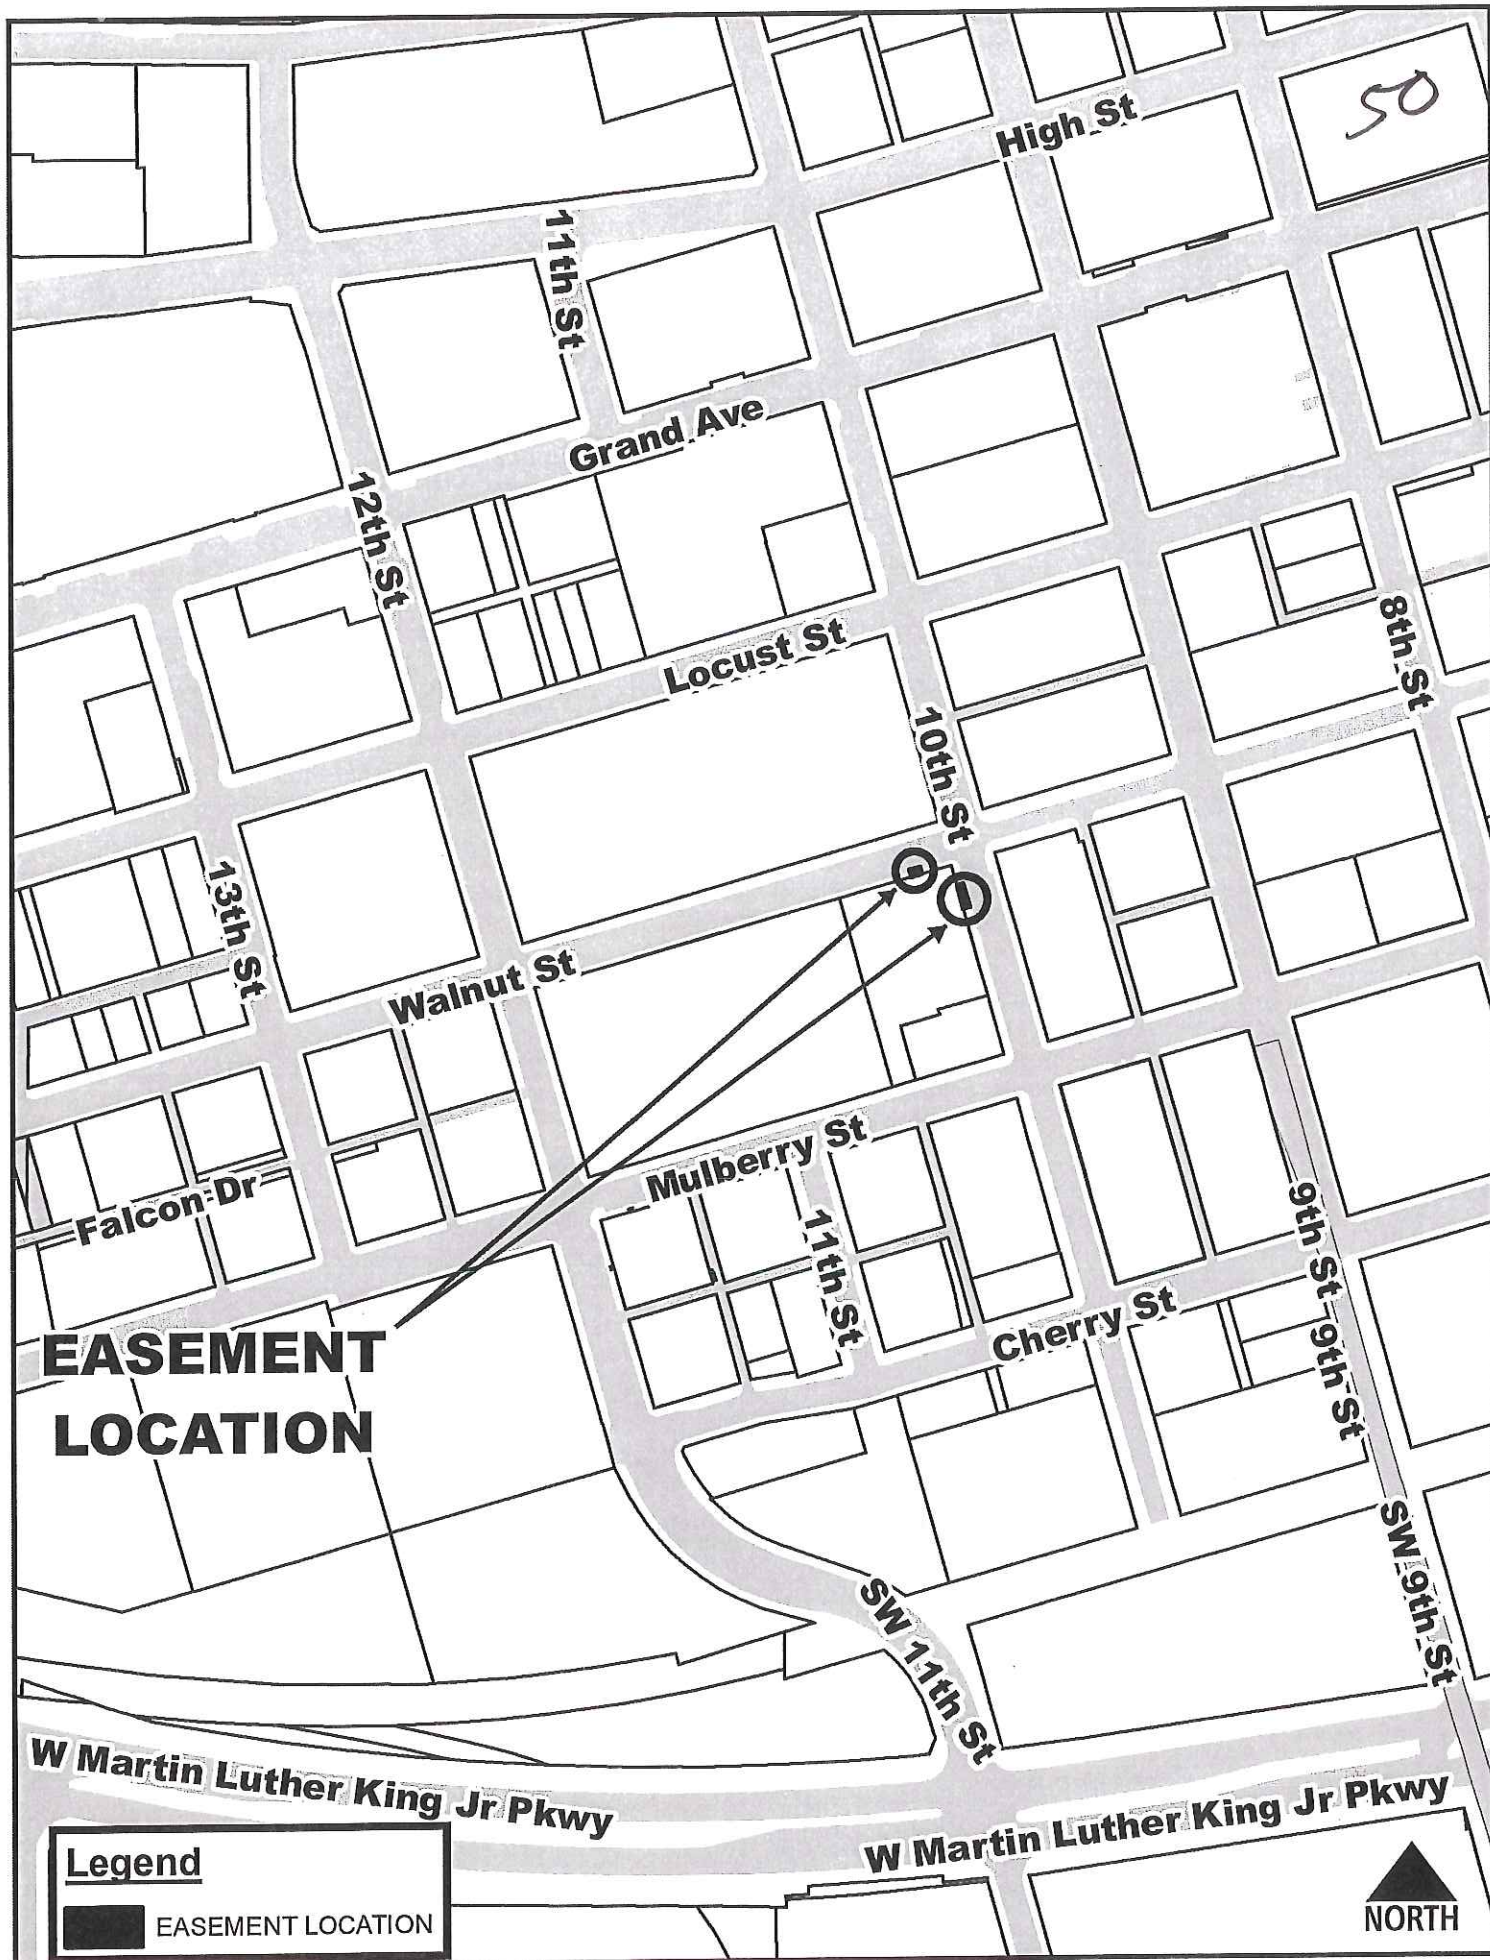 50
High St
11th St
Grand Ave
12th St
Locust St
8th St
10th St
13th St
Walnut St
Mulberry St
Falcon Dr
11th St
9th St
Cherry St
9th St
EASEMENT
LOCATION
SW 9th St
SW 11th St
W Martin Luther King Jr Pkwy
W Martin Luther King Jr Pkwy
Legend
EASEMENT LOCATION
NORTH